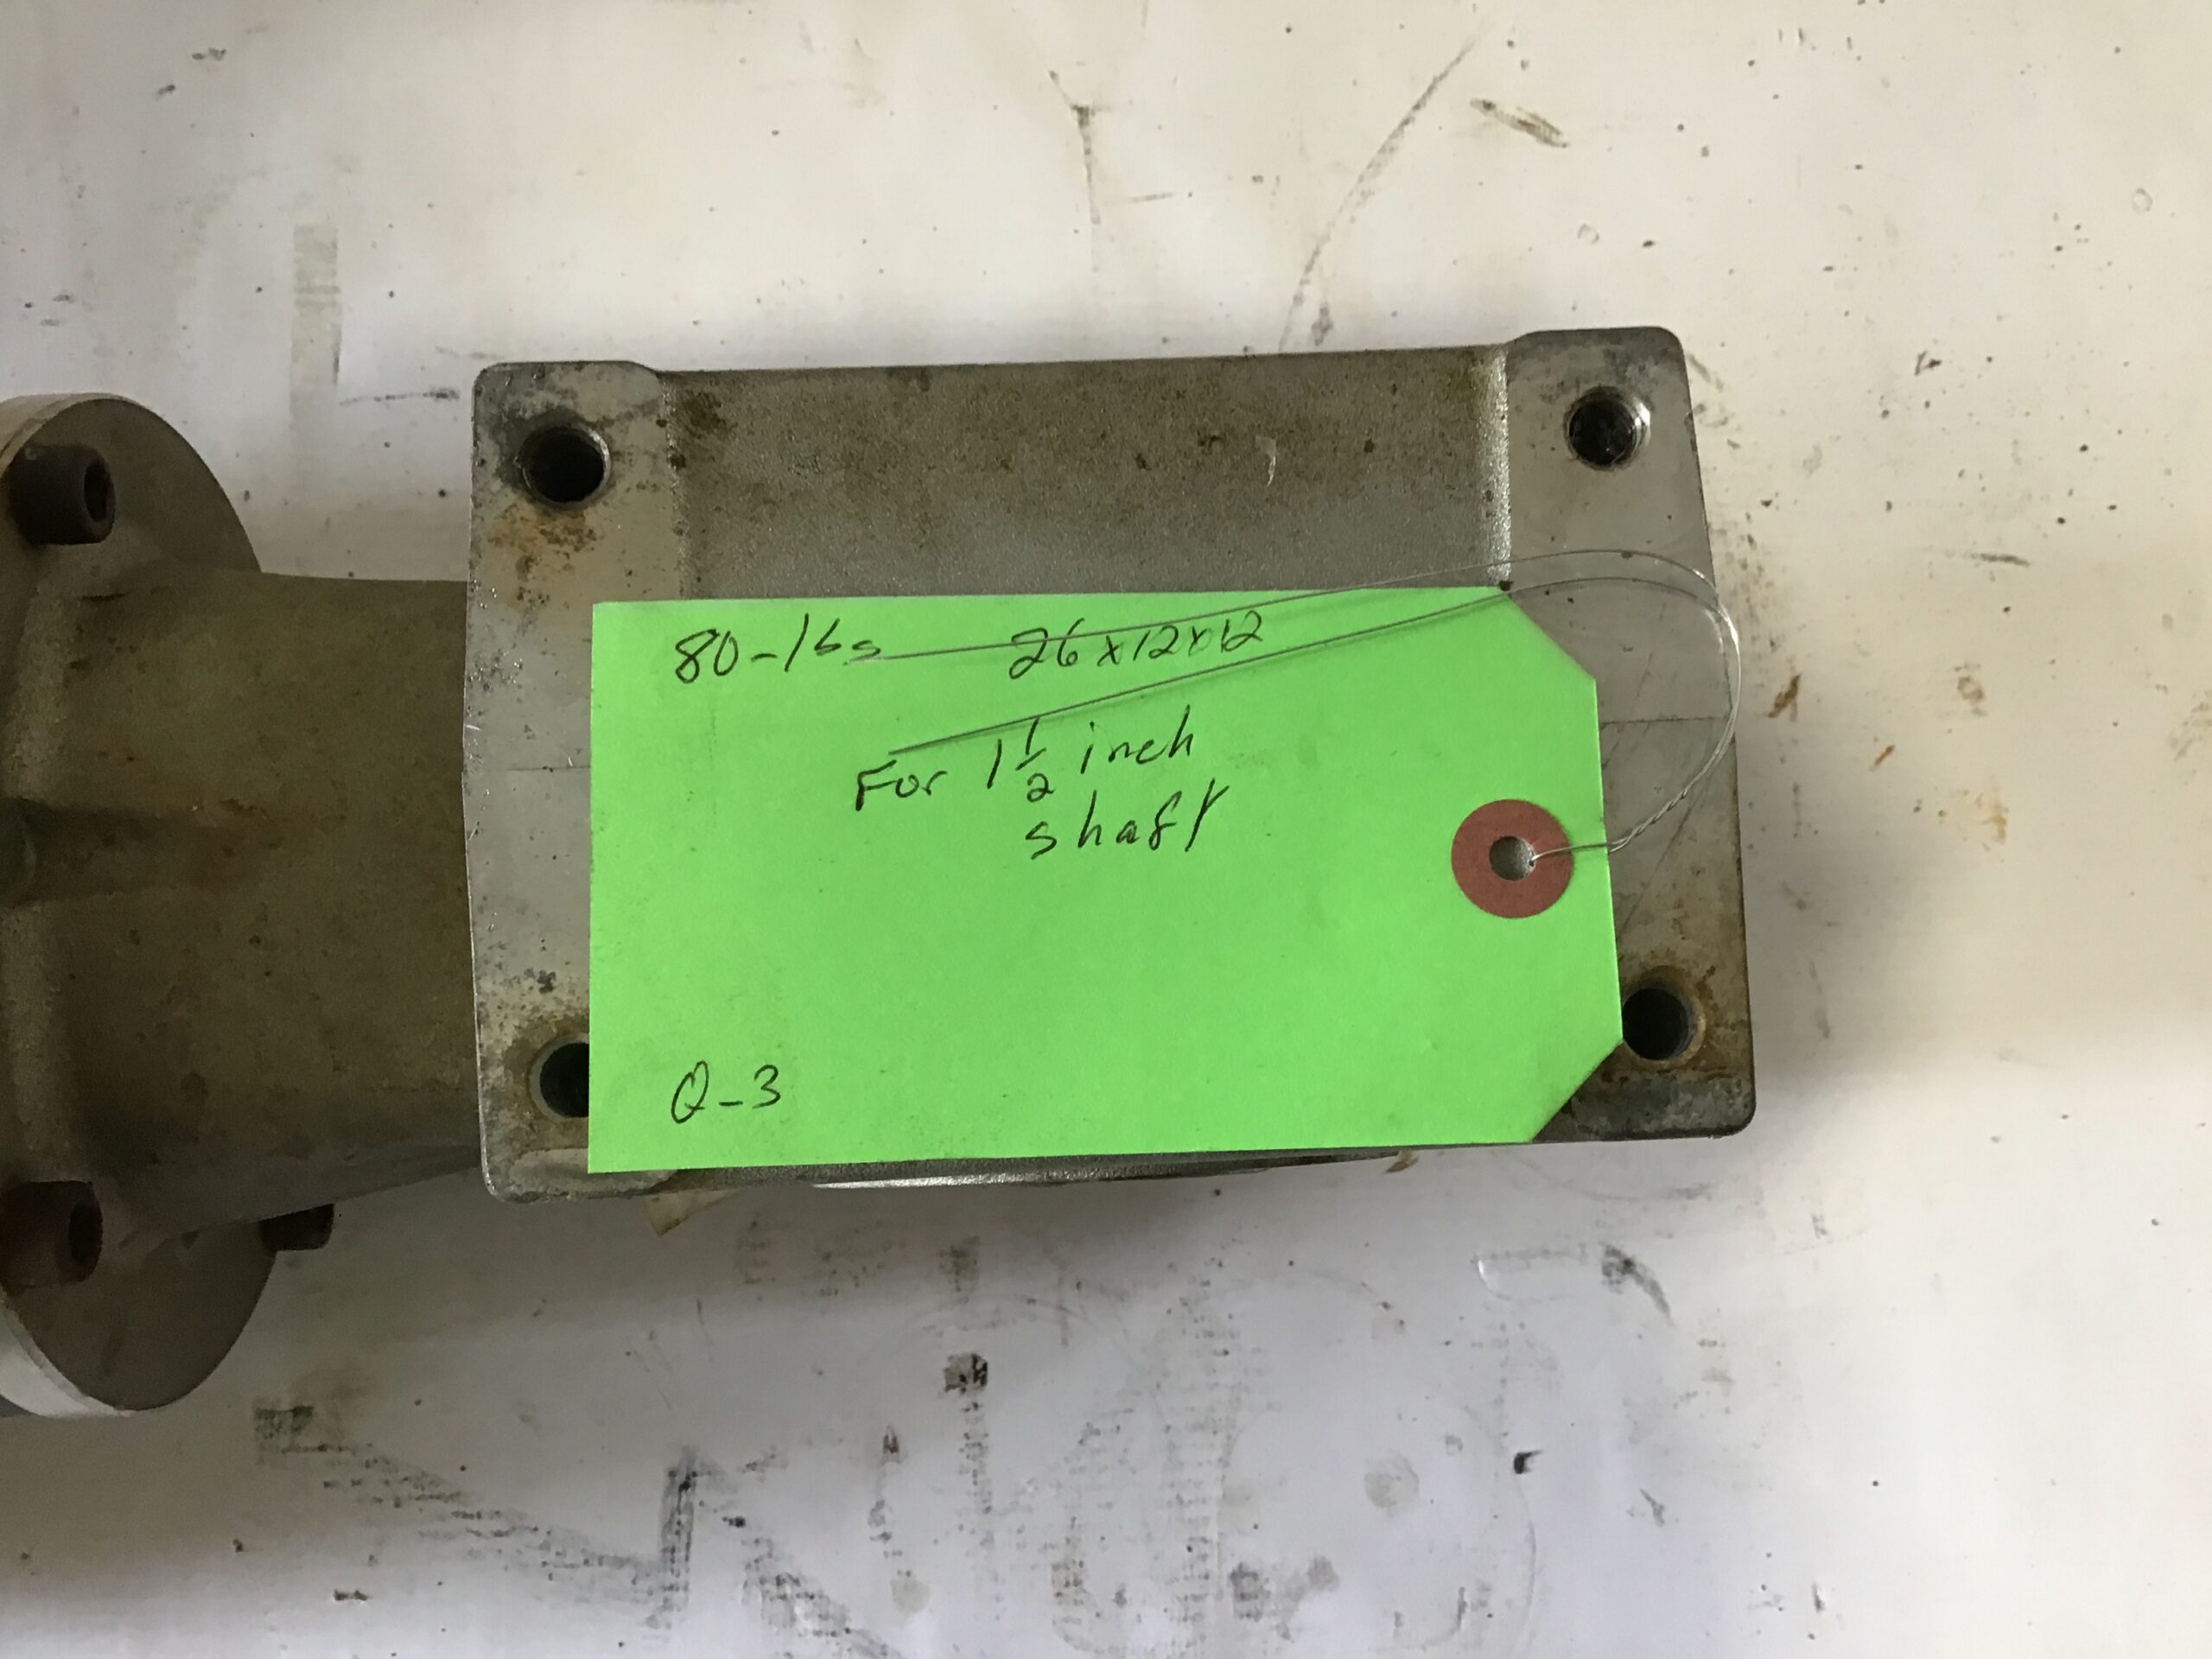 80-lbs 26x12x12
For 1 1/2 inch
shaft
Q-3